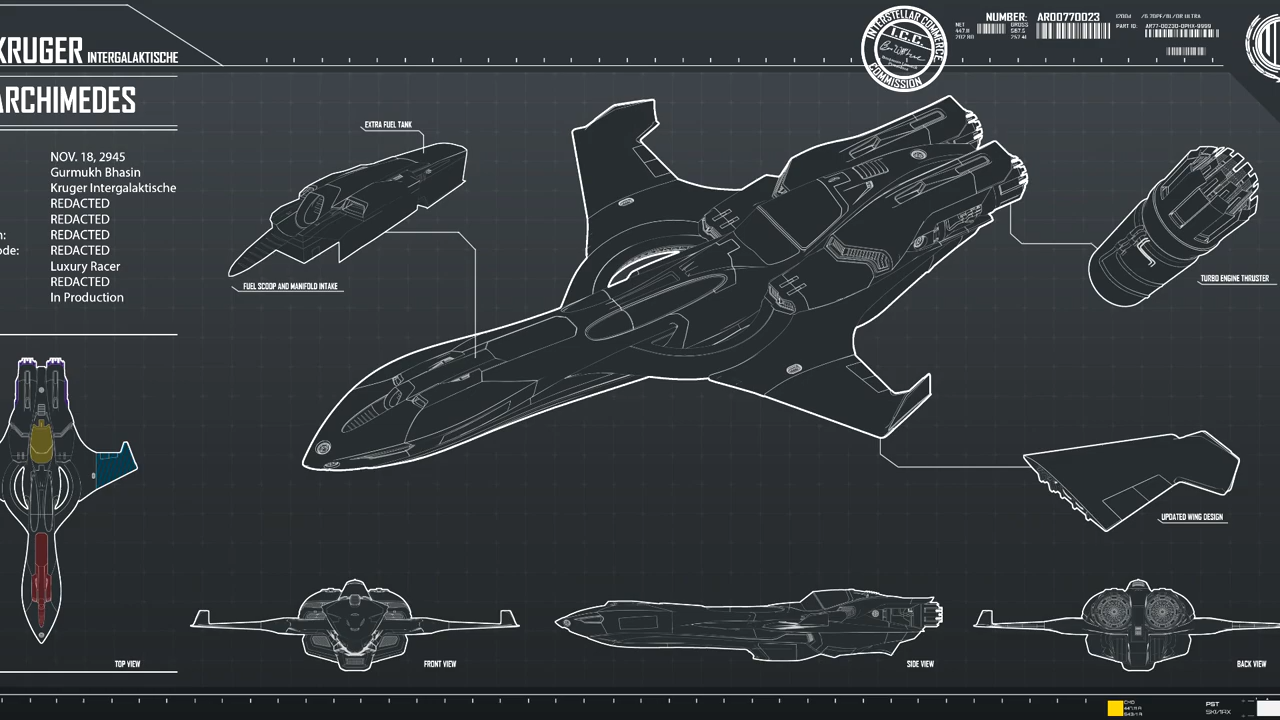 KRUGER INTERGALAKTISCHE
ARCHIMEDES
NOV. 18, 2945
Gurmukh Bhasin
Kruger Intergalaktische
REDACTED
REDACTED
n: REDACTED
ode: REDACTED
Luxury Racer
REDACTED
In Production
TOP VIEW
EXTRA FUEL TANK
FUEL SCOOP AND MANIFOLD INTAKE
INTERSTELLAR COMMERCE COMMISSION
I.C.C.
NUMBER: AR00770023
NET
GROSS
PART ID.
TURBO ENGINE THRUSTER
UPDATED WING DESIGN
FRONT VIEW
SIDE VIEW
BACK VIEW
PST